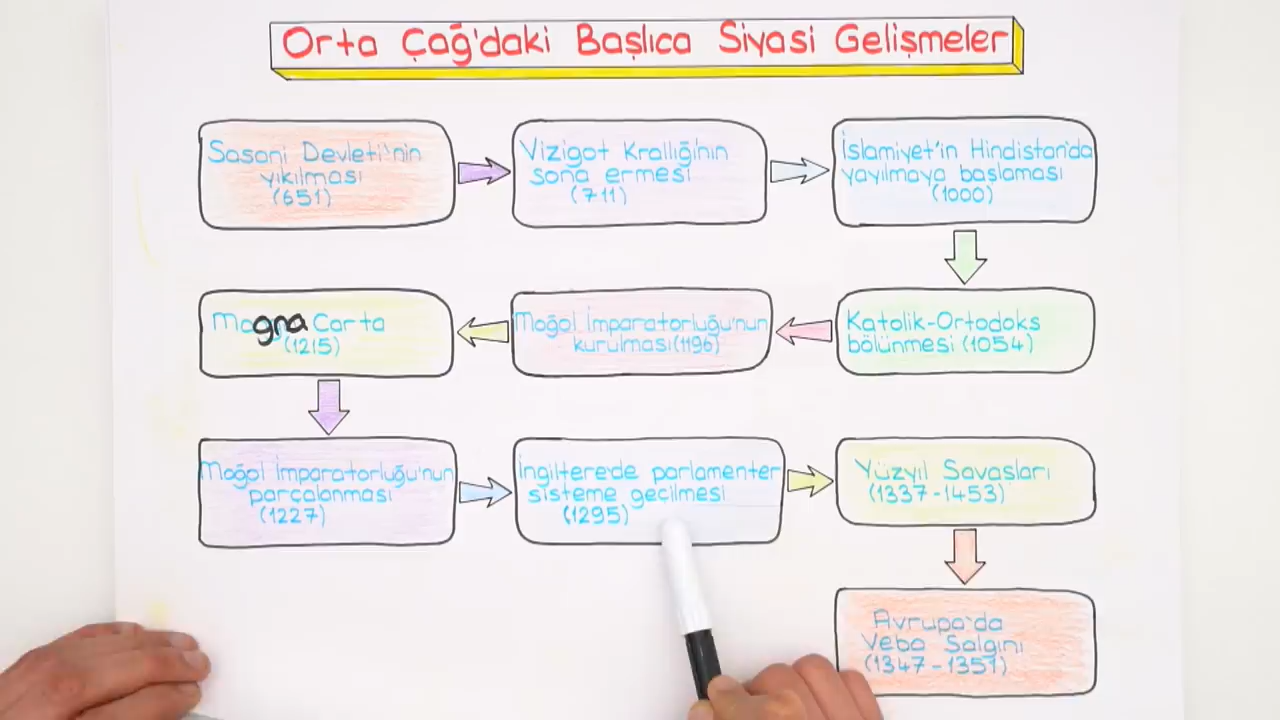 Orta Çağ'daki Başlıca Siyasi Gelişmeler
Sasani Devleti'nin
yıkılması
(651)
Vizigot Krallığı'nın
sona ermesi
(711)
İslamiyet'in Hindistan'da
yayılmaya başlaması
(1000)
Katolik-Ortodoks
bölünmesi (1054)
Moğol İmparatorluğu'nun
kurulması (1196)
Magna Carta
(1215)
Moğol İmparatorluğu'nun
parçalanması
(1227)
İngiltere'de parlamenter
sisteme geçilmesi
(1295)
Yüzyıl Savaşları
(1337-1453)
Avrupa'da
Veba Salgını
(1347-1351)